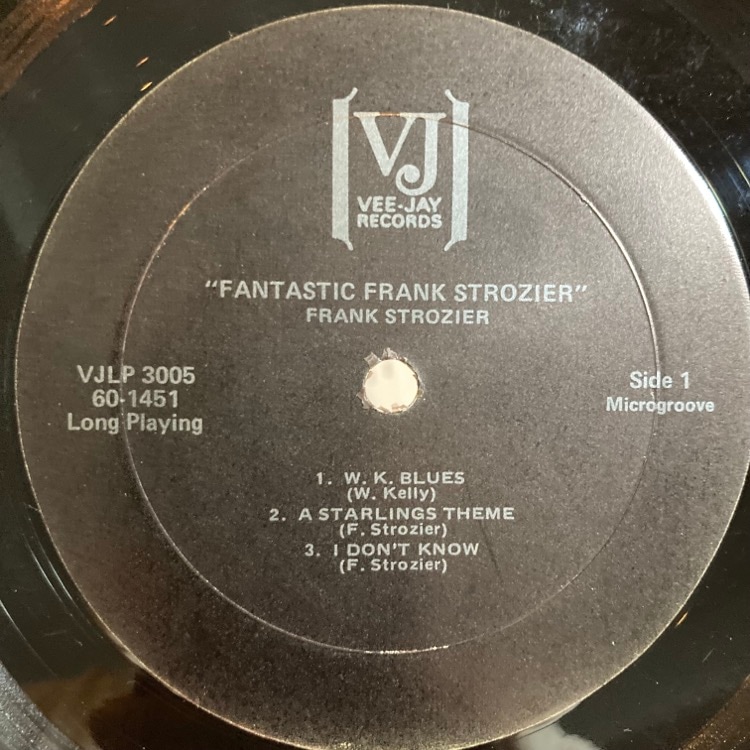 VJ
VEE-JAY
RECORDS
"FANTASTIC FRANK STROZIER"
FRANK STROZIER
VJLP 3005
60-1451
Long Playing
Side 1
Microgroove
1. W. K. BLUES
(W. Kelly)
2. A STARLINGS THEME
(F. Strozier)
3. I DON'T KNOW
(F. Strozier)